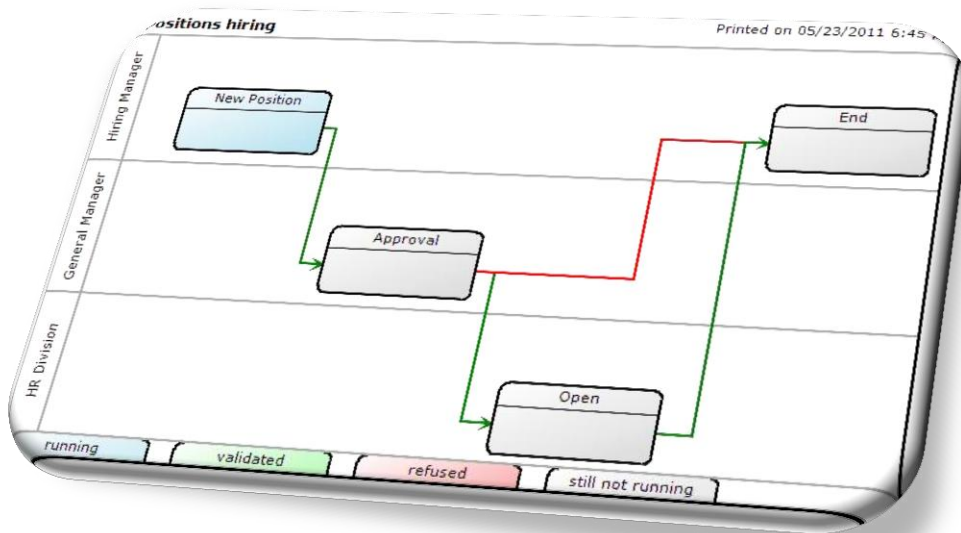 ositions hiring
Printed on 05/23/2011 6:45
Hiring Manager
New Position
End
General Manager
Approval
HR Division
Open
running
validated
refused
still not running